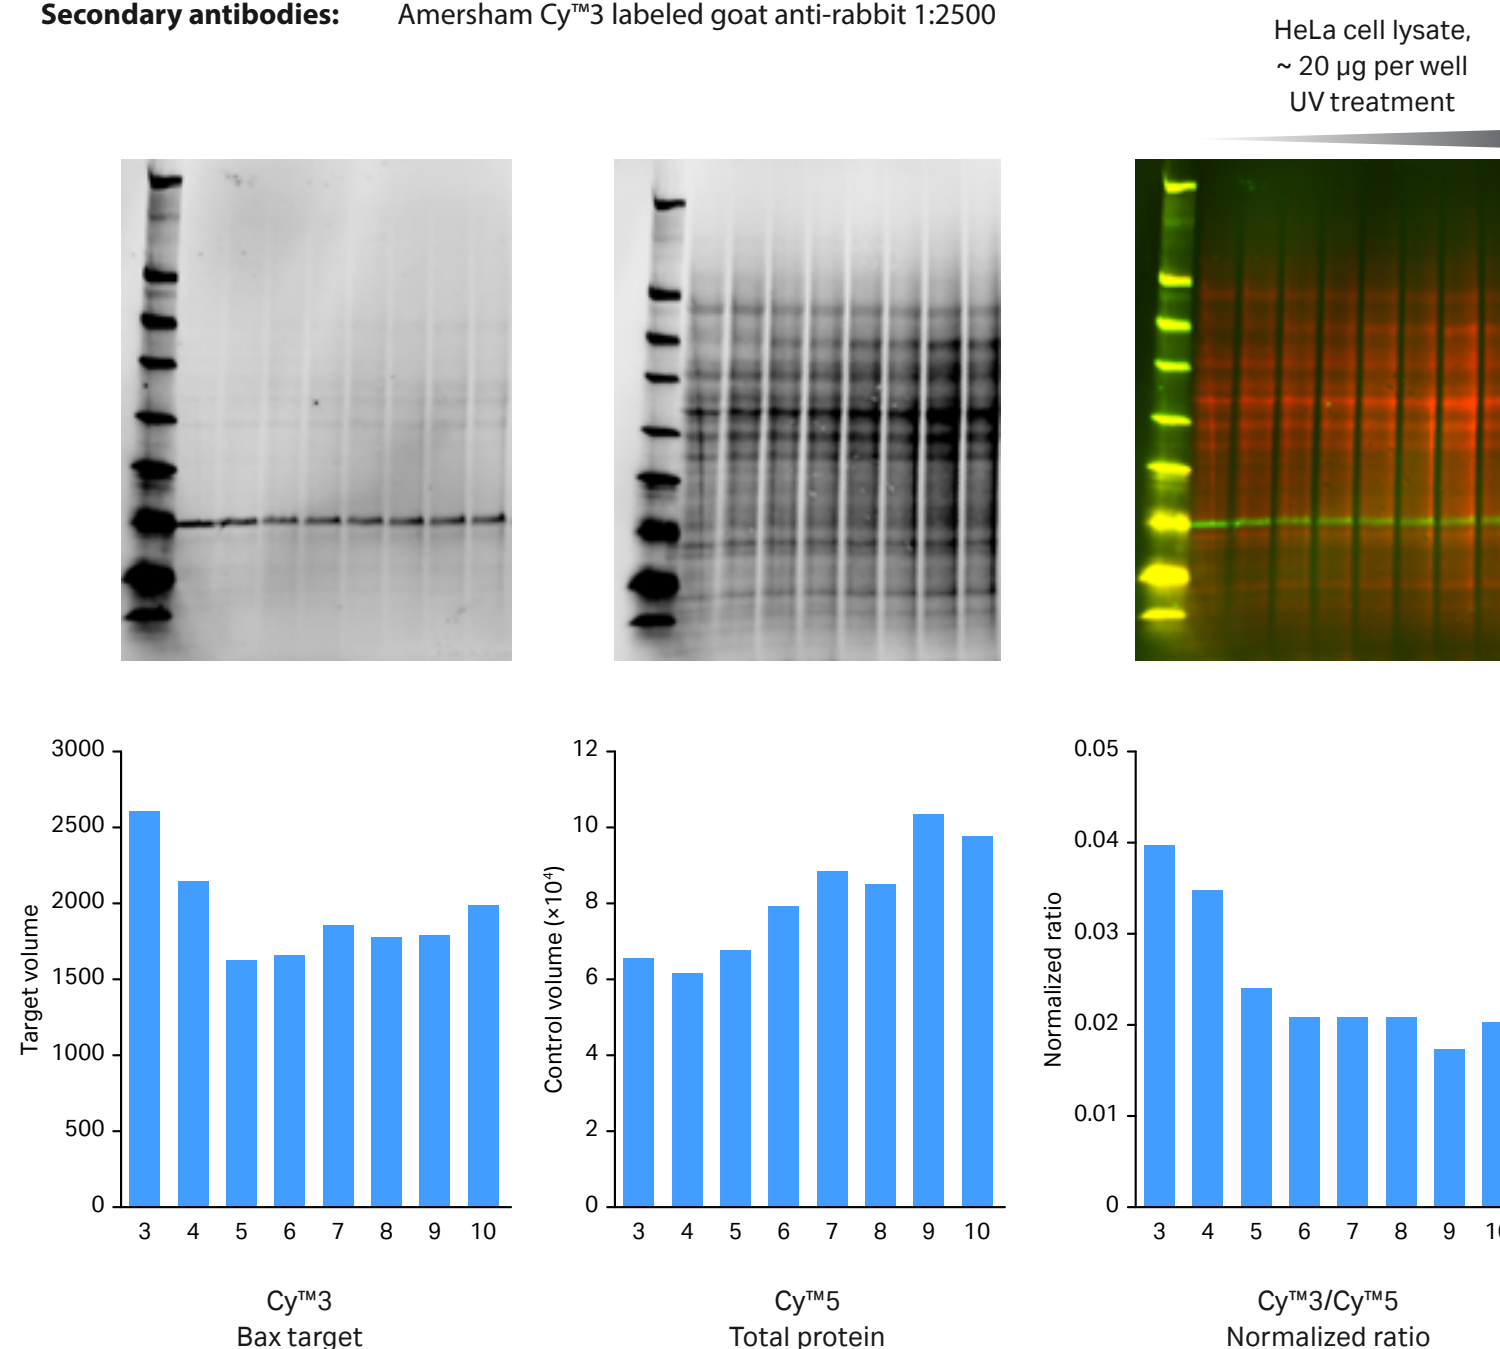 Secondary antibodies: Amersham Cy™3 labeled goat anti-rabbit 1:2500
HeLa cell lysate,
~ 20 µg per well
UV treatment
Target volume
3000
2500
2000
1500
1000
500
0
3 4 5 6 7 8 9 10
Cy™3
Bax target
Control volume (×10⁴)
12
10
8
6
4
2
0
3 4 5 6 7 8 9 10
Cy™5
Total protein
Normalized ratio
0.05
0.04
0.03
0.02
0.01
0
3 4 5 6 7 8 9 10
Cy™3/Cy™5
Normalized ratio